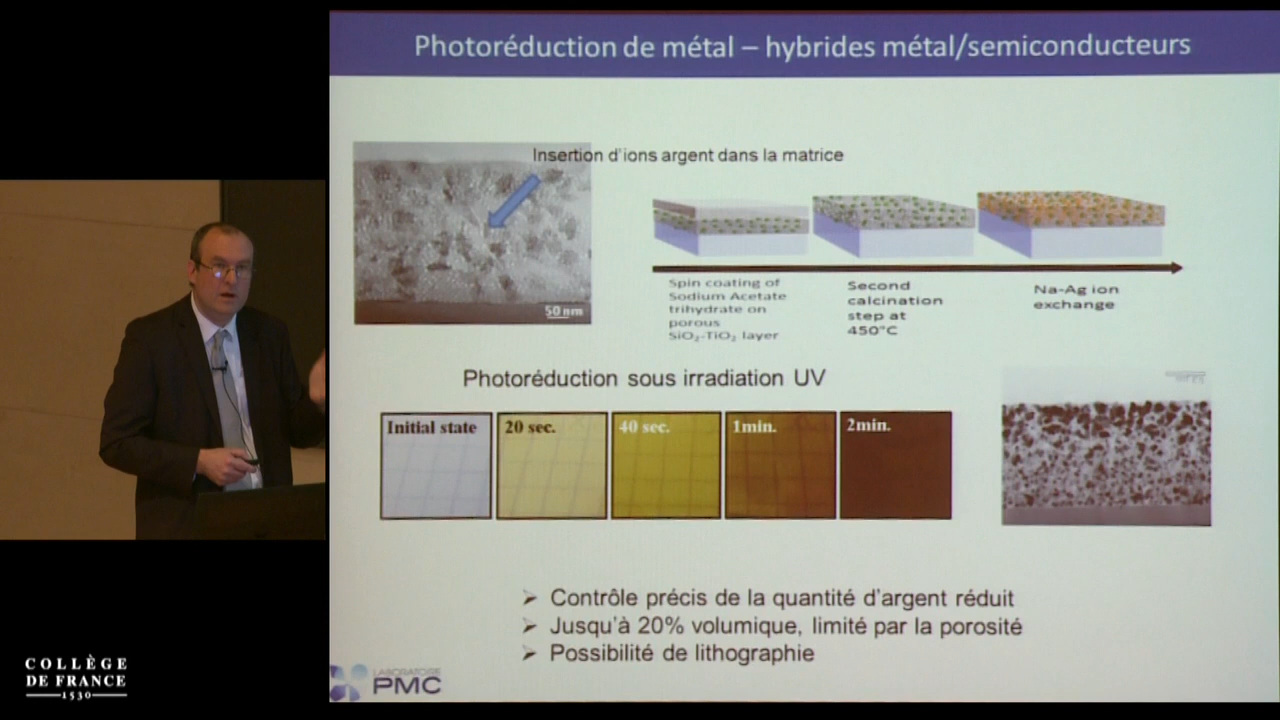 Photoréduction de métal – hybrides métal/semiconducteurs
Insertion d'ions argent dans la matrice
50 nm
Spin coating of
Sodium Acetate
trihydrate on
porous
SiO₂-TiO₂ layer
Second
calcination
step at
450°C
Na-Ag ion
exchange
Photoréduction sous irradiation UV
Initial state
20 sec.
40 sec.
1min.
2min.
➢ Contrôle précis de la quantité d'argent réduit
➢ Jusqu'à 20% volumique, limité par la porosité
➢ Possibilité de lithographie
LABORATOIRE
PMC
COLLÈGE
DE FRANCE
1530